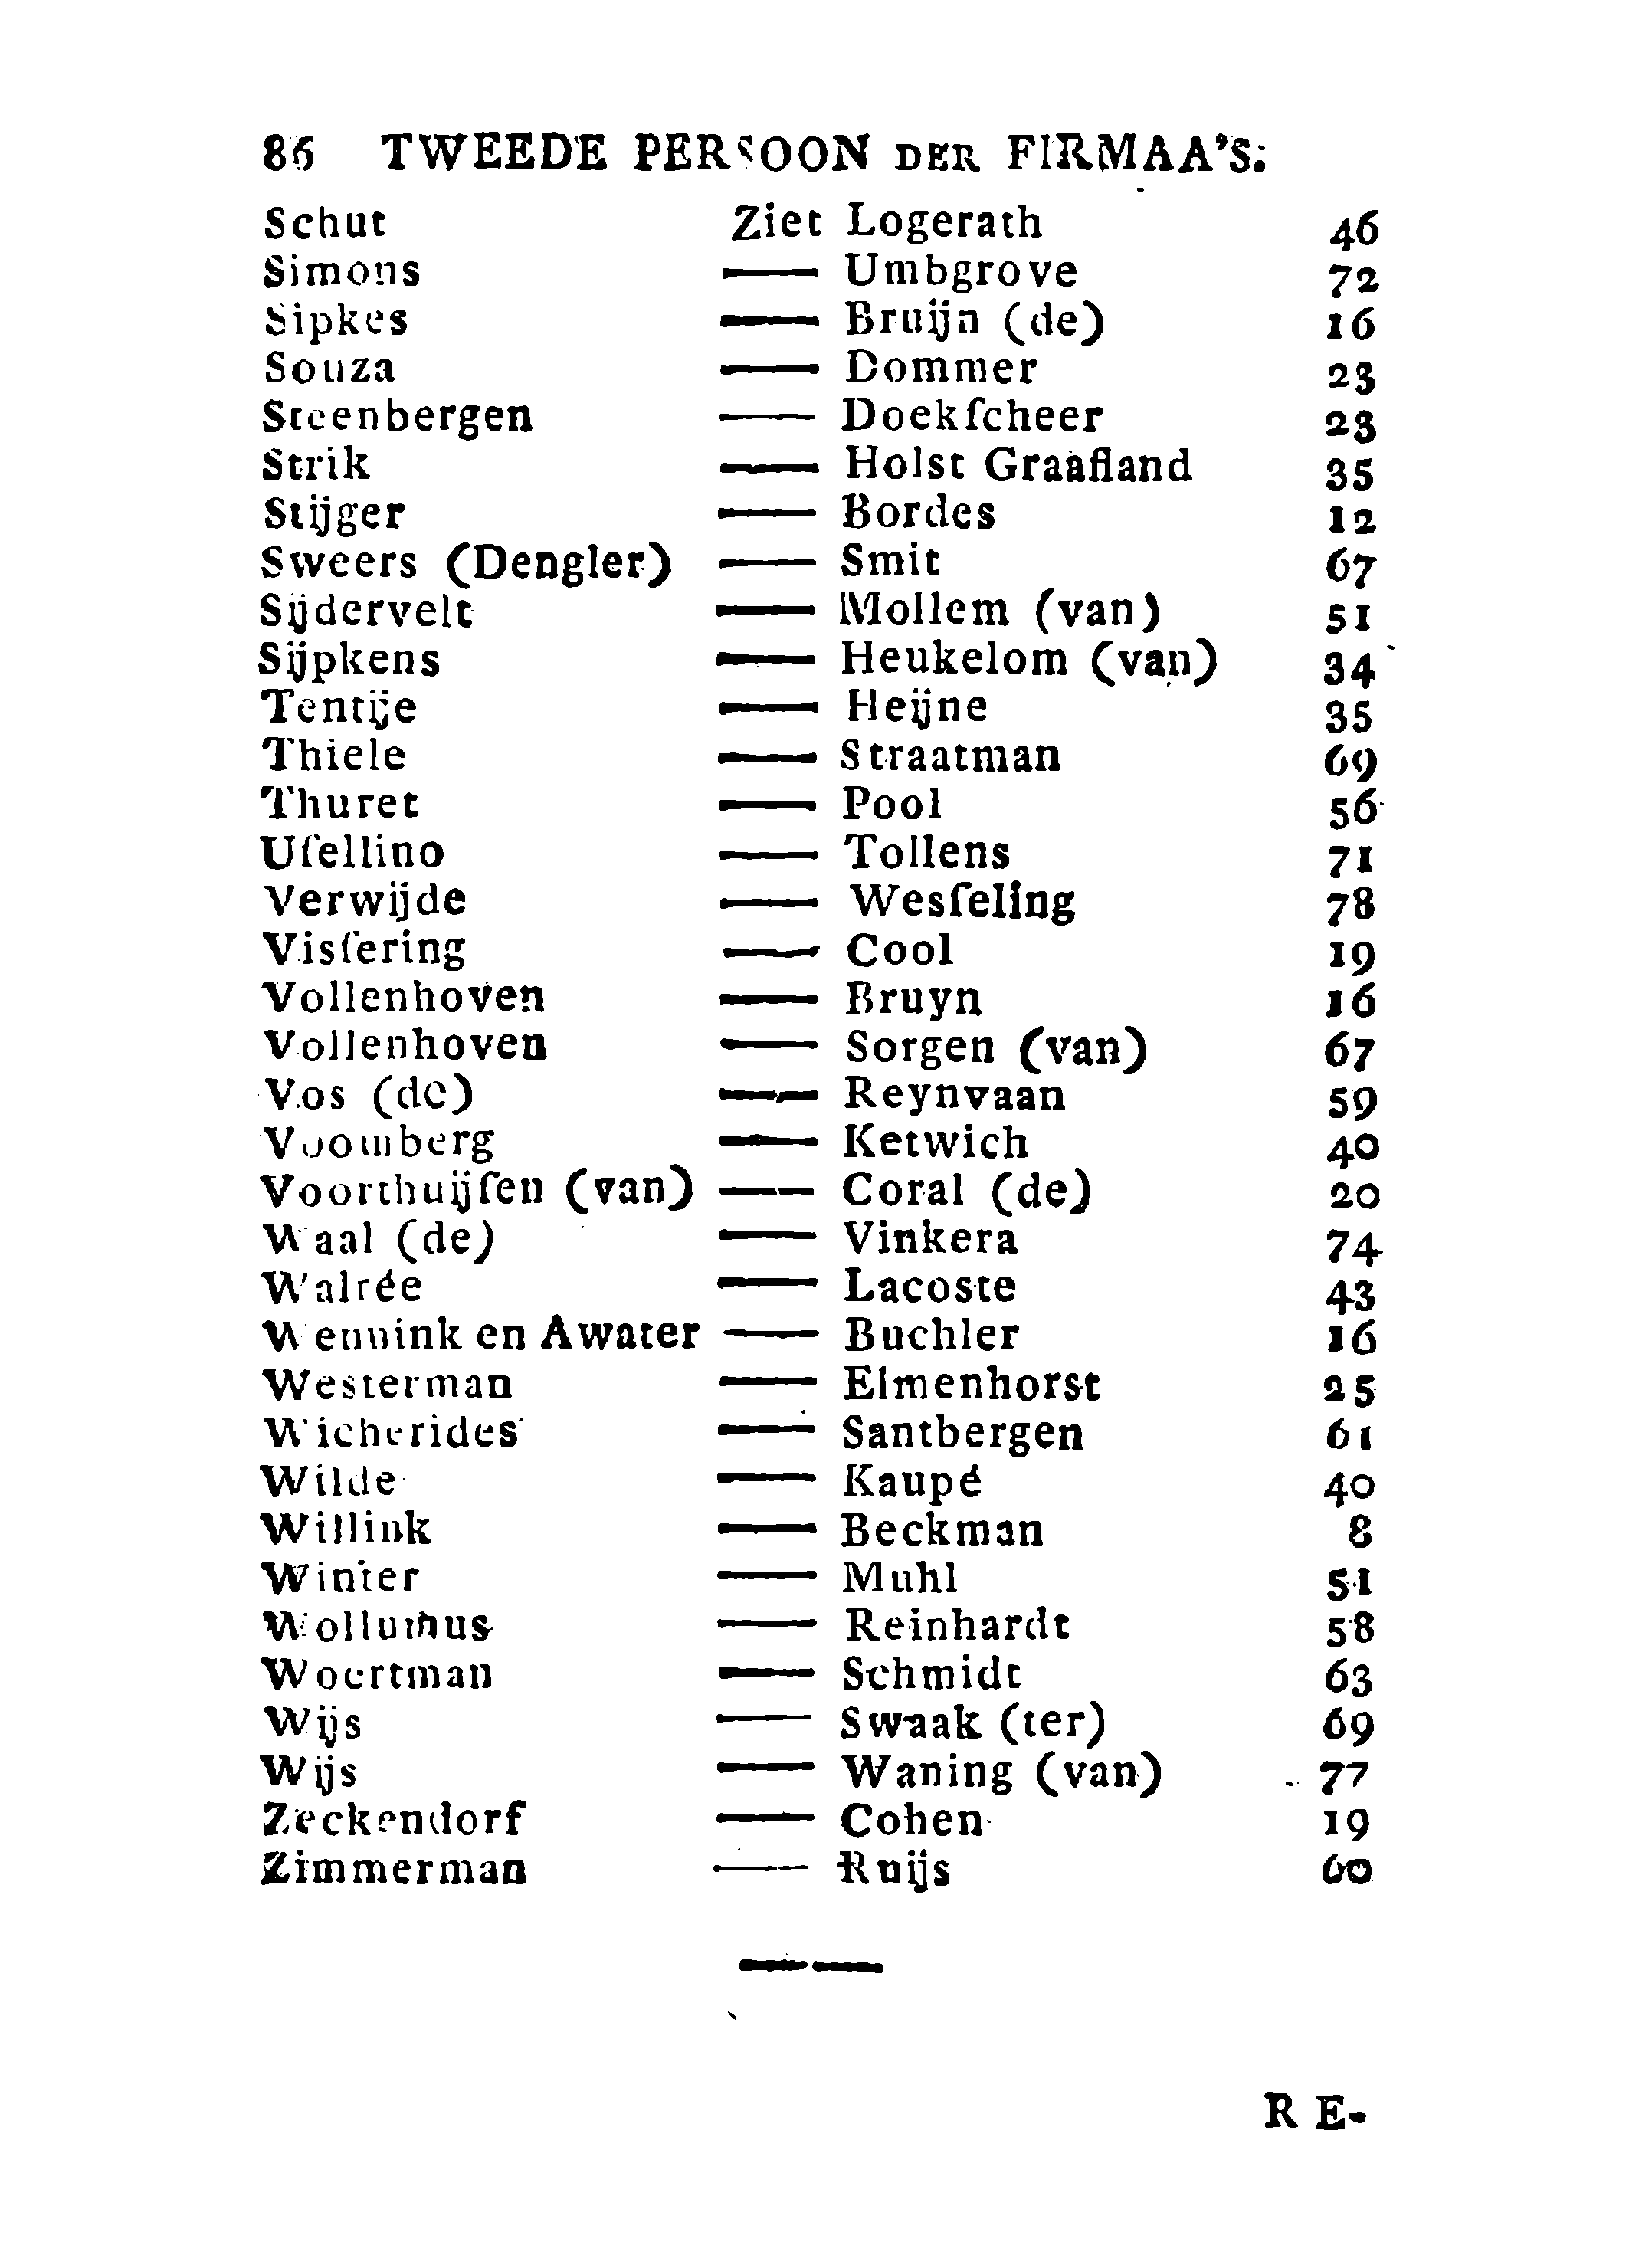 86 TWEEDE PERSOON DER FIRMAA'S:
Schut Ziet Logerath 46
Simons — Umbgrove 72
Sipkes — Bruijn (de) 16
Souza — Dommer 23
Steenbergen — Doekſcheer 23
Strik — Holst Graafland 35
Stijger — Bordes 12
Sweers (Dengler) — Smit 67
Sijdervelt — Mollem (van) 51
Sijpkens — Heukelom (van) 34
Tentije — Heijne 35
Thiele — Straatman 69
Thuret — Pool 56
Uſellino — Tollens 71
Verwijde — Wesſeling 78
Visſering — Cool 19
Vollenhoven — Bruyn 16
Vollenhoven — Sorgen (van) 67
Vos (de) — Reynvaan 59
Voomberg — Ketwich 40
Voorthuijſen (van) — Coral (de) 20
Waal (de) — Vinkera 74
Walrée — Lacoste 43
Wennink en Awater — Buchler 16
Westerman — Elmenhorst 25
Wicherides — Santbergen 61
Wilde — Kaupé 40
Willink — Beckman 8
Winter — Muhl 51
Wollumus — Reinhardt 58
Woertman — Schmidt 63
Wijs — Swaak (ter) 69
Wijs — Waning (van) 77
Zeckendorf — Cohen 19
Zimmerman — Ruijs 60
RE-